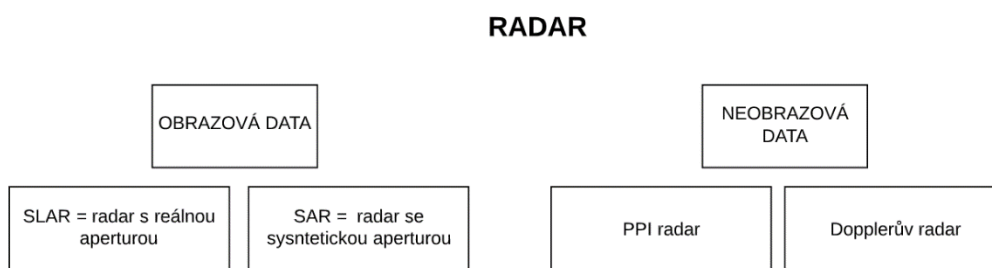 RADAR
OBRAZOVÁ DATA
NEOBRAZOVÁ
DATA
SLAR = radar s reálnou
aperturou
SAR = radar se
sysntetickou aperturou
PPI radar
Dopplerův radar